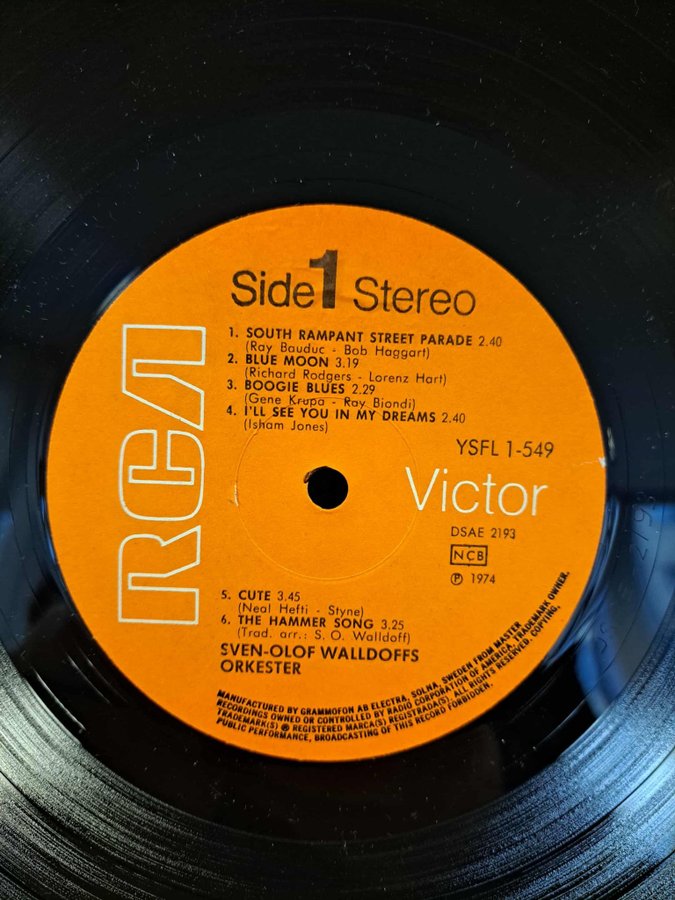 Side 1 Stereo
1. SOUTH RAMPANT STREET PARADE 2.40
(Ray Bauduc - Bob Haggart)
2. BLUE MOON 3.19
(Richard Rodgers - Lorenz Hart)
3. BOOGIE BLUES 2.29
(Gene Krupa - Ray Biondi)
4. I'LL SEE YOU IN MY DREAMS 2.40
(Isham Jones)
YSFL 1-549
RCA
Victor
DSAE 2193
NCB
℗ 1974
5. CUTE 3.45
(Neal Hefti - Styne)
6. THE HAMMER SONG 3.25
(Trad. arr.: S. O. Walldoff)
SVEN-OLOF WALLDOFFS
ORKESTER
MANUFACTURED BY GRAMMOFON AB ELECTRA, SOLNA, SWEDEN FROM MASTER
RECORDINGS OWNED OR CONTROLLED BY RADIO CORPORATION OF AMERICA, TRADEMARK OWNER.
TRADEMARK(S) ® REGISTERED MARCA(S) REGISTRADA(S). ALL RIGHTS RESERVED. COPYING,
PUBLIC PERFORMANCE, BROADCASTING OF THIS RECORD FORBIDDEN.